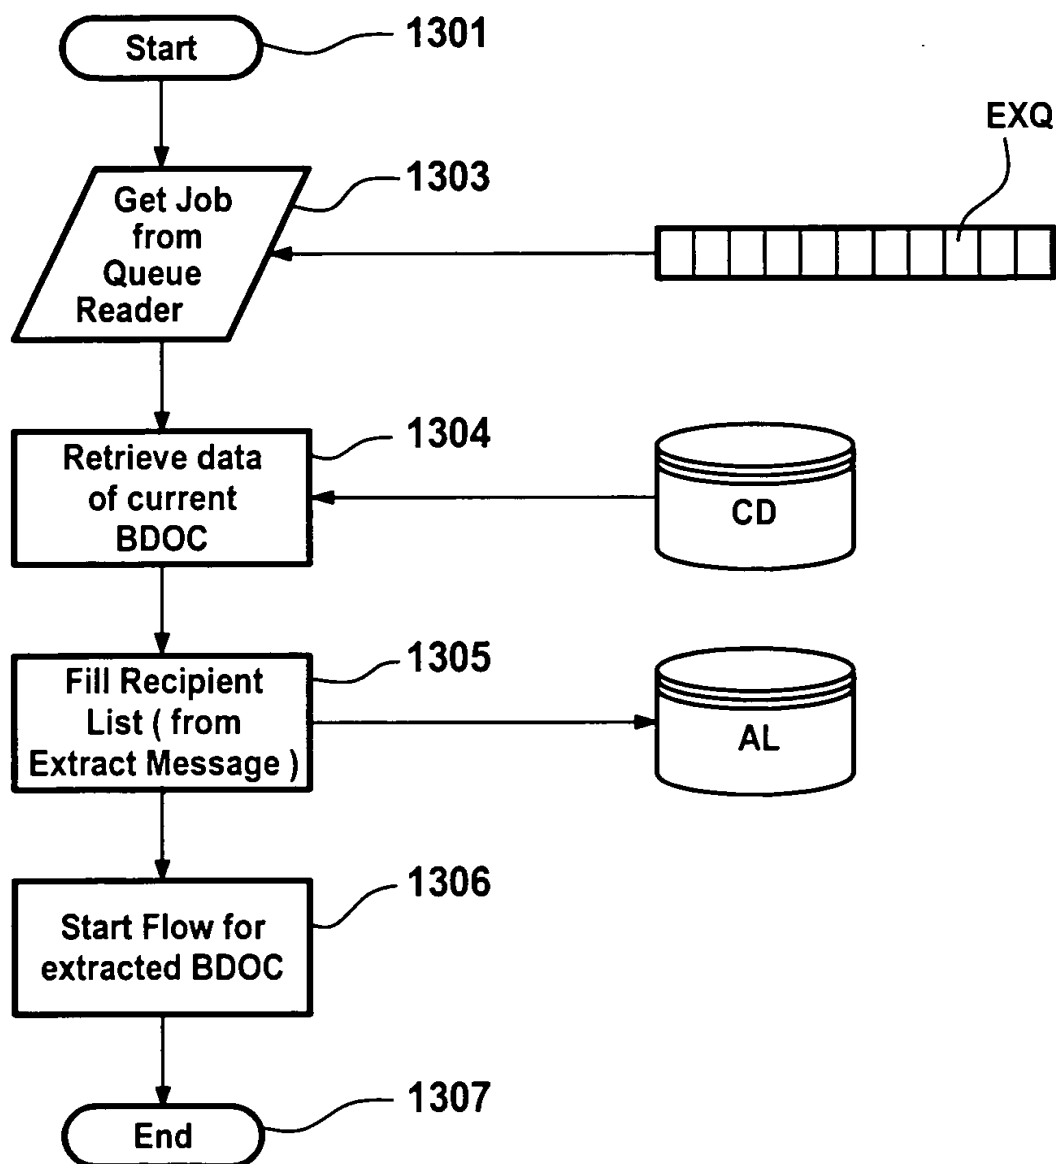 Start
1301
EXQ
Get Job
from
Queue
Reader
1303
Retrieve data
of current
BDOC
1304
CD
Fill Recipient
List ( from
Extract Message )
1305
AL
Start Flow for
extracted BDOC
1306
End
1307